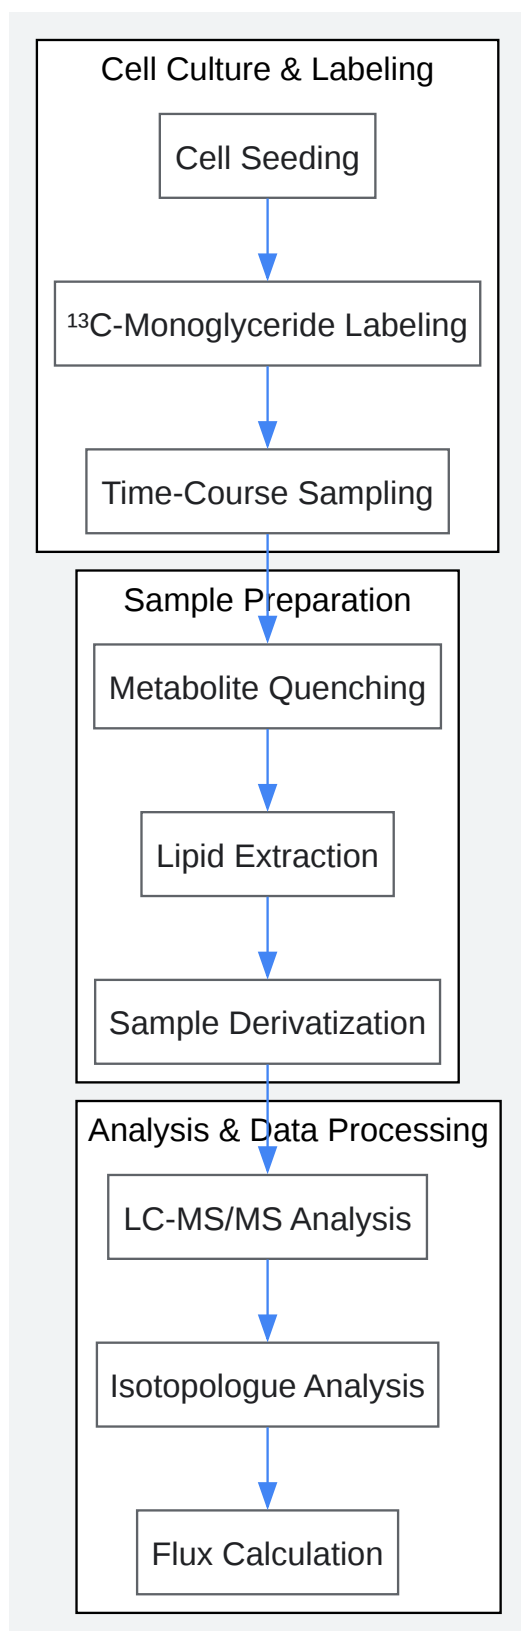 Cell Culture & Labeling
Cell Seeding
¹³C-Monoglyceride Labeling
Time-Course Sampling
Sample Preparation
Metabolite Quenching
Lipid Extraction
Sample Derivatization
Analysis & Data Processing
LC-MS/MS Analysis
Isotopologue Analysis
Flux Calculation